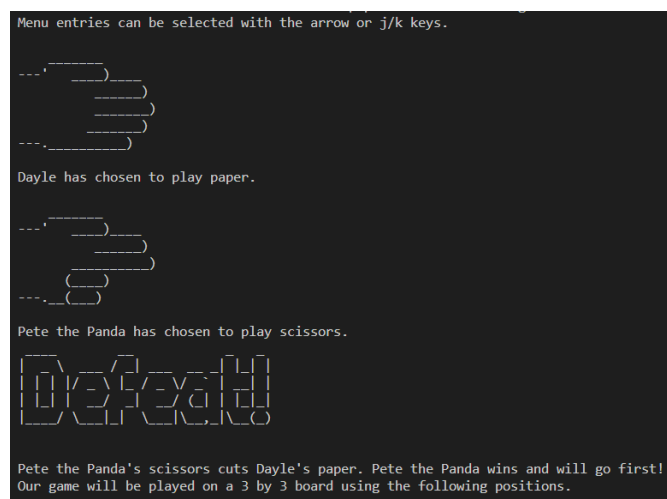 Menu entries can be selected with the arrow or j/k keys.
Dayle has chosen to play paper.
Pete the Panda has chosen to play scissors.
Defeat!
Pete the Panda's scissors cuts Dayle's paper. Pete the Panda wins and will go first!
Our game will be played on a 3 by 3 board using the following positions.